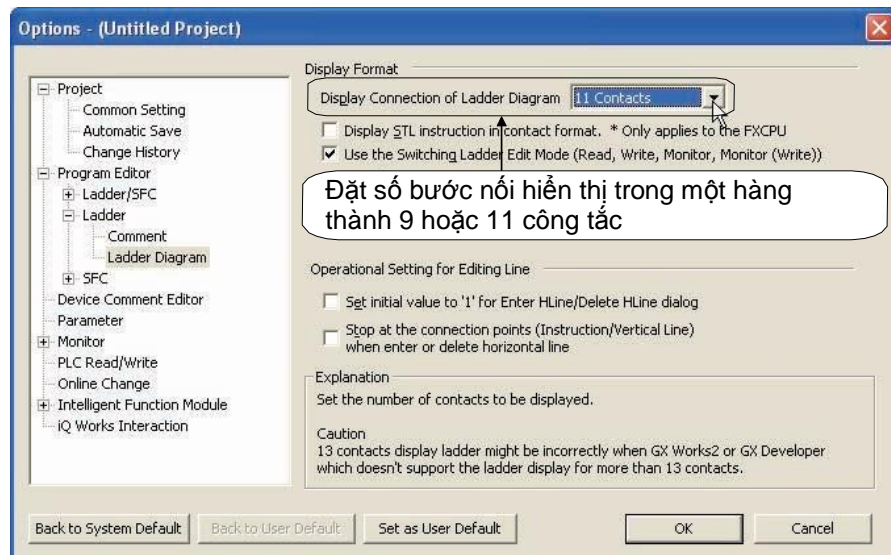 Options - (Untitled Project)
Project
Common Setting
Automatic Save
Change History
Program Editor
Ladder/SFC
Ladder
Comment
Ladder Diagram
SFC
Device Comment Editor
Parameter
Monitor
PLC Read/Write
Online Change
Intelligent Function Module
iQ Works Interaction
Display Format
Display Connection of Ladder Diagram 11 Contacts
Display STL instruction in contact format. * Only applies to the FXCPU
Use the Switching Ladder Edit Mode (Read, Write, Monitor, Monitor (Write))
Đặt số bước nối hiển thị trong một hàng
thành 9 hoặc 11 công tắc
Operational Setting for Editing Line
Set initial value to '1' for Enter HLine/Delete HLine dialog
Stop at the connection points (Instruction/Vertical Line)
when enter or delete horizontal line
Explanation
Set the number of contacts to be displayed.
Caution
13 contacts display ladder might be incorrectly when GX Works2 or GX Developer
which doesn't support the ladder display for more than 13 contacts.
Back to System Default Back to User Default Set as User Default OK Cancel